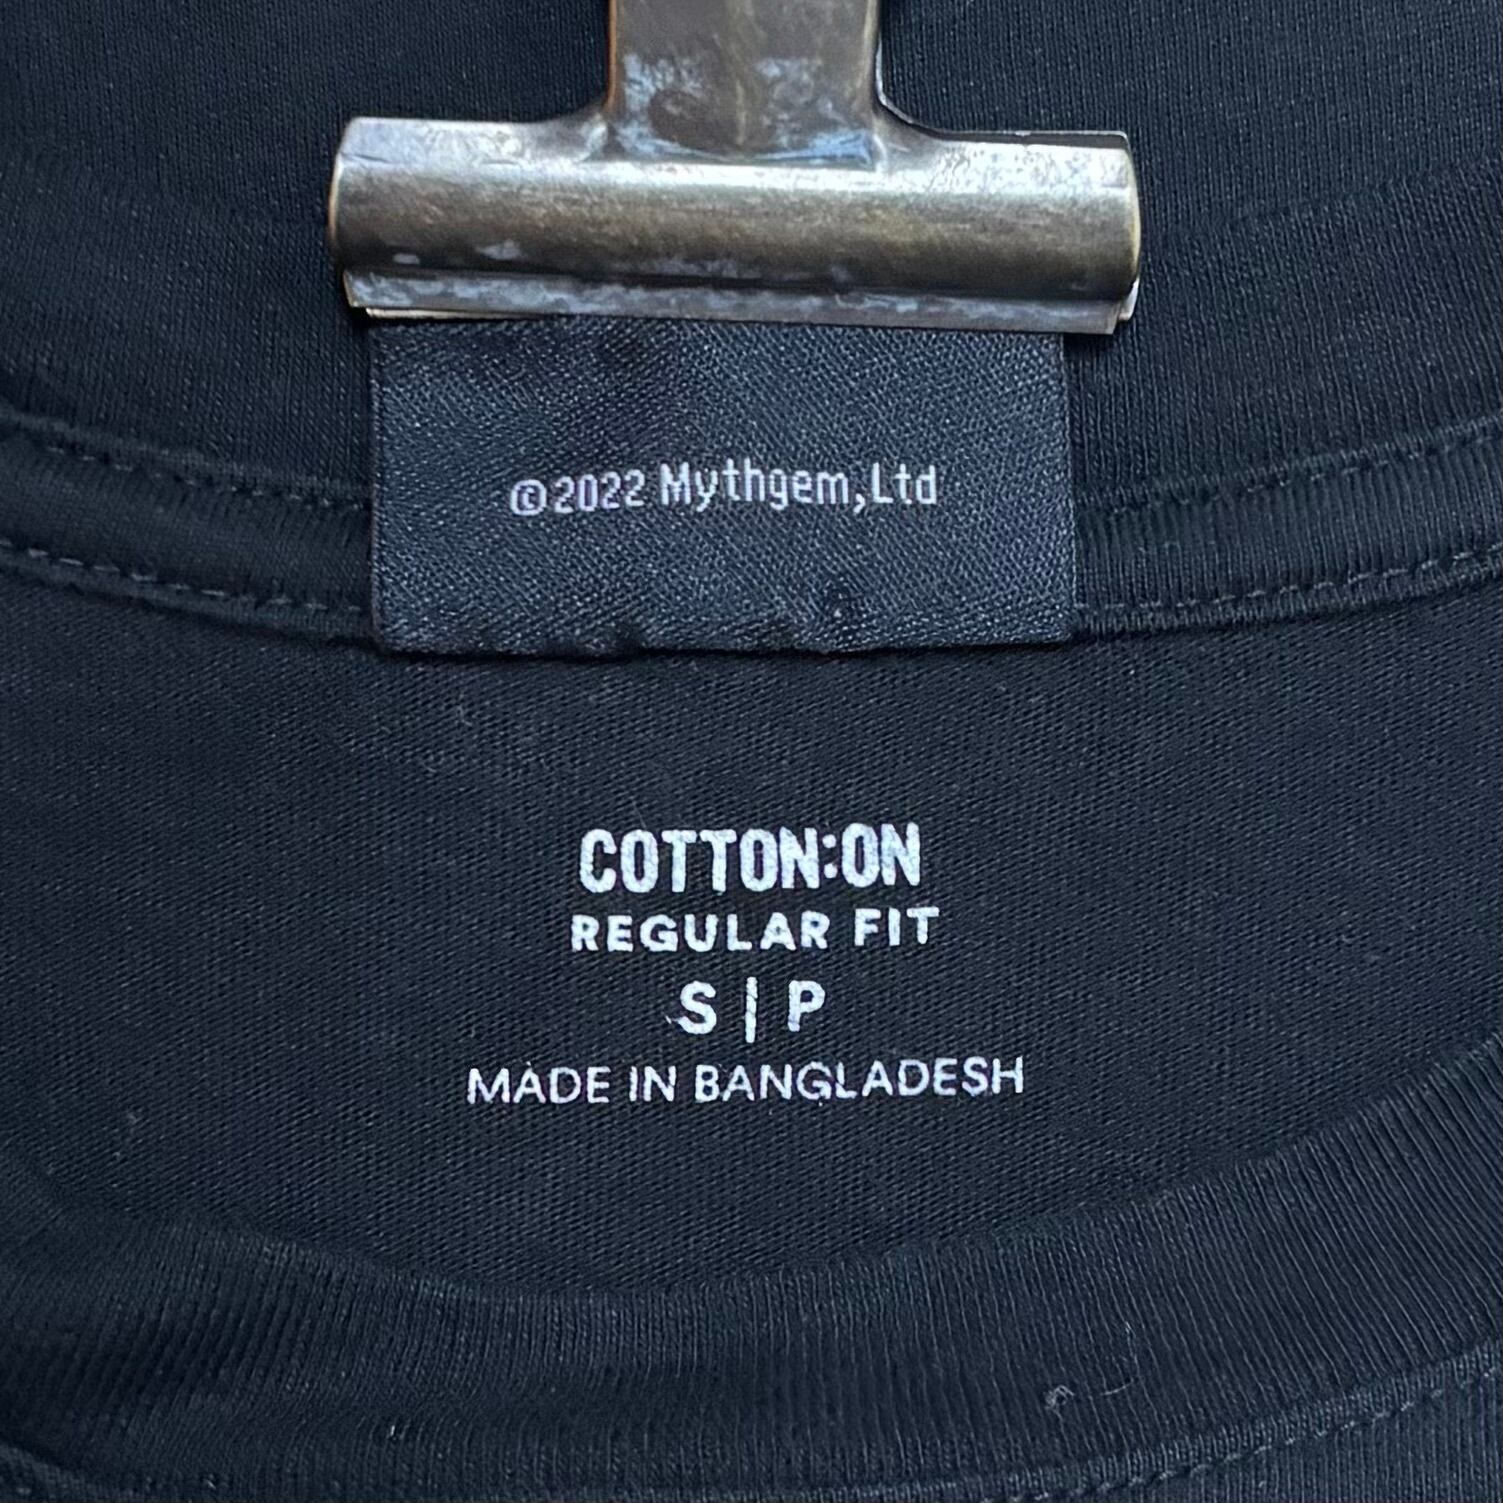 ©2022 Mythgem,Ltd
COTTON:ON
REGULAR FIT
S|P
MADE IN BANGLADESH